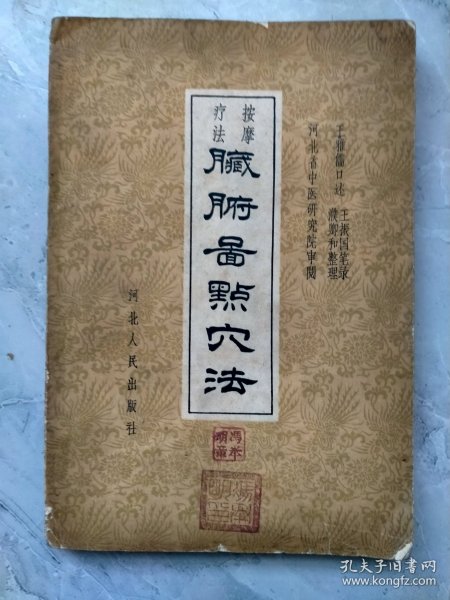 按摩
疗法
臟腑啚點穴法
王雅儒口述 王振国笔录
濮卿和整理
河北省中医研究院审閱
河北人民出版社
孔夫子旧书网
www.kongfz.com